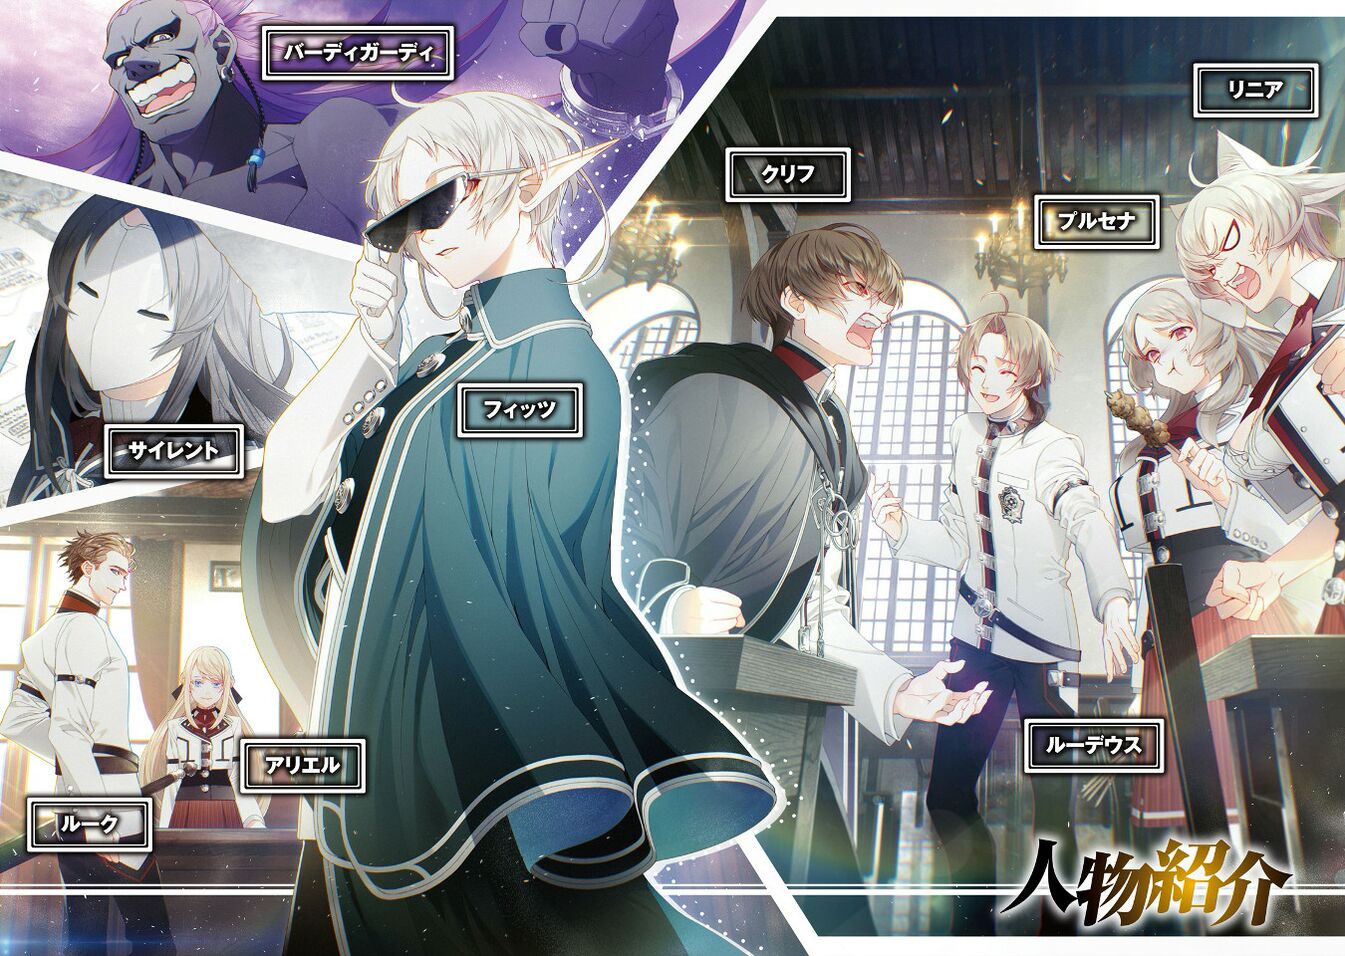 バーディガーディ
リニア
クリフ
プルセナ
フィッツ
サイレント
ルーデウス
アリエル
ルーク
人物紹介